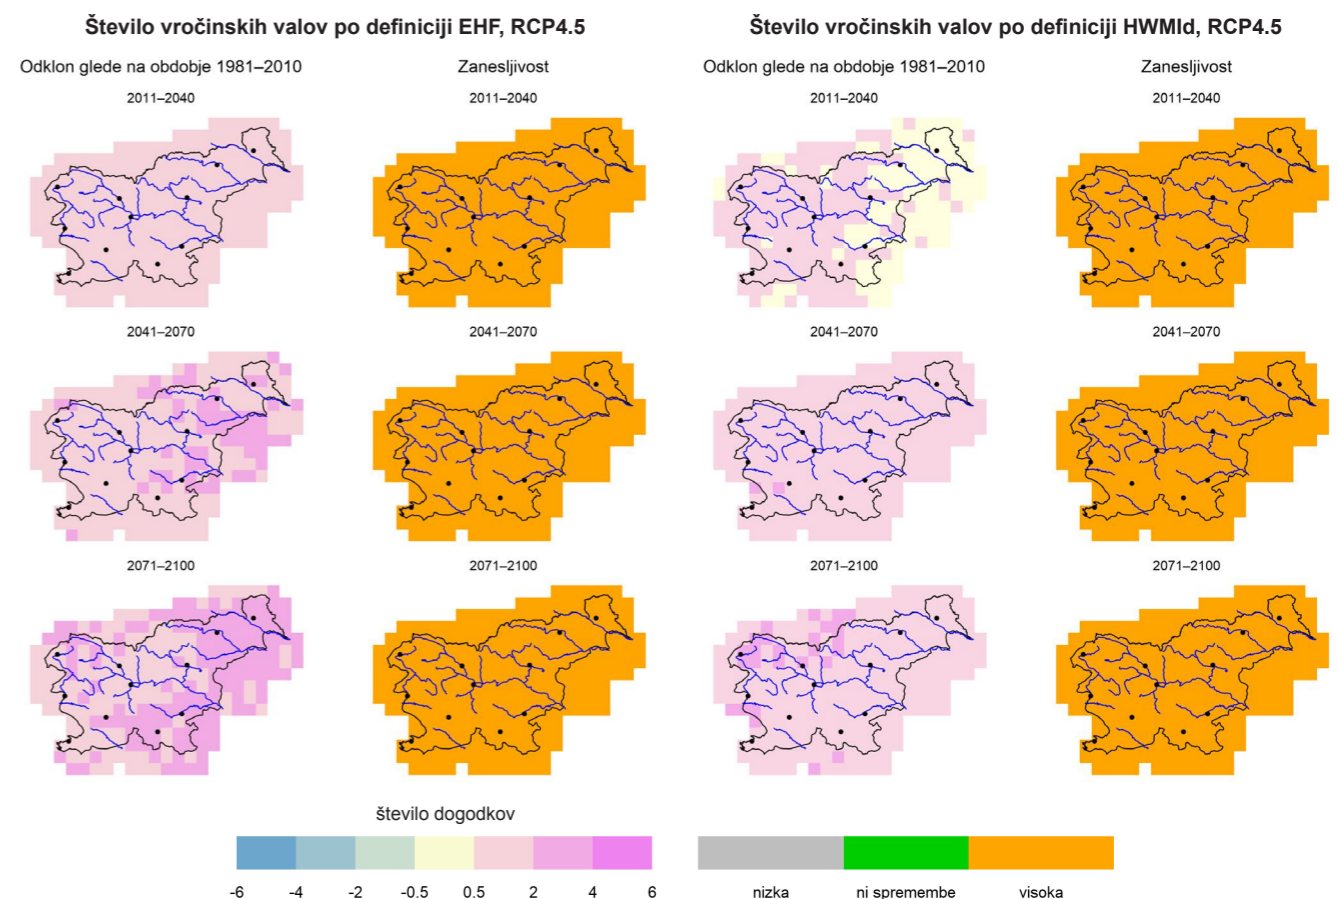 Število vročinskih valov po definiciji EHF, RCP4.5
Odklon glede na obdobje 1981–2010
Zanesljivost
2011–2040
2011–2040
2041–2070
2041–2070
2071–2100
2071–2100
Število vročinskih valov po definiciji HWMId, RCP4.5
Odklon glede na obdobje 1981–2010
Zanesljivost
2011–2040
2011–2040
2041–2070
2041–2070
2071–2100
2071–2100
število dogodkov
-6 -4 -2 -0.5 0.5 2 4 6
nizka ni spremembe visoka